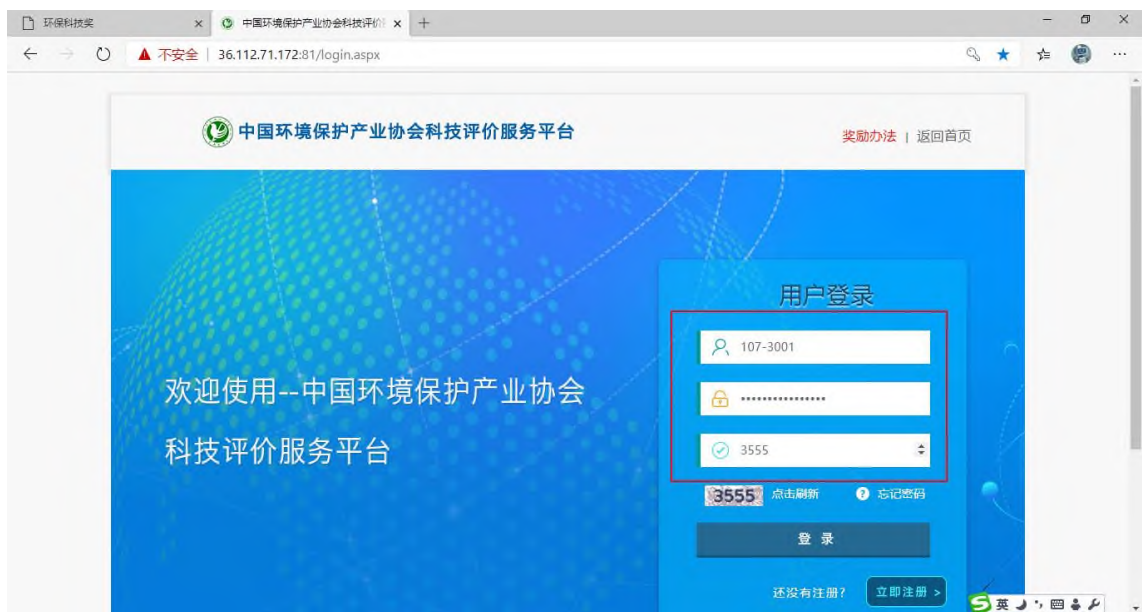 环保科技奖
中国环境保护产业协会科技评价
不安全 | 36.112.71.172:81/login.aspx
中国环境保护产业协会科技评价服务平台
奖励办法 | 返回首页
用户登录
107-3001
••••••••••••••••
3555
3555 点击刷新 ? 忘记密码
登 录
还没有注册? 立即注册 >
欢迎使用--中国环境保护产业协会
科技评价服务平台
S 英